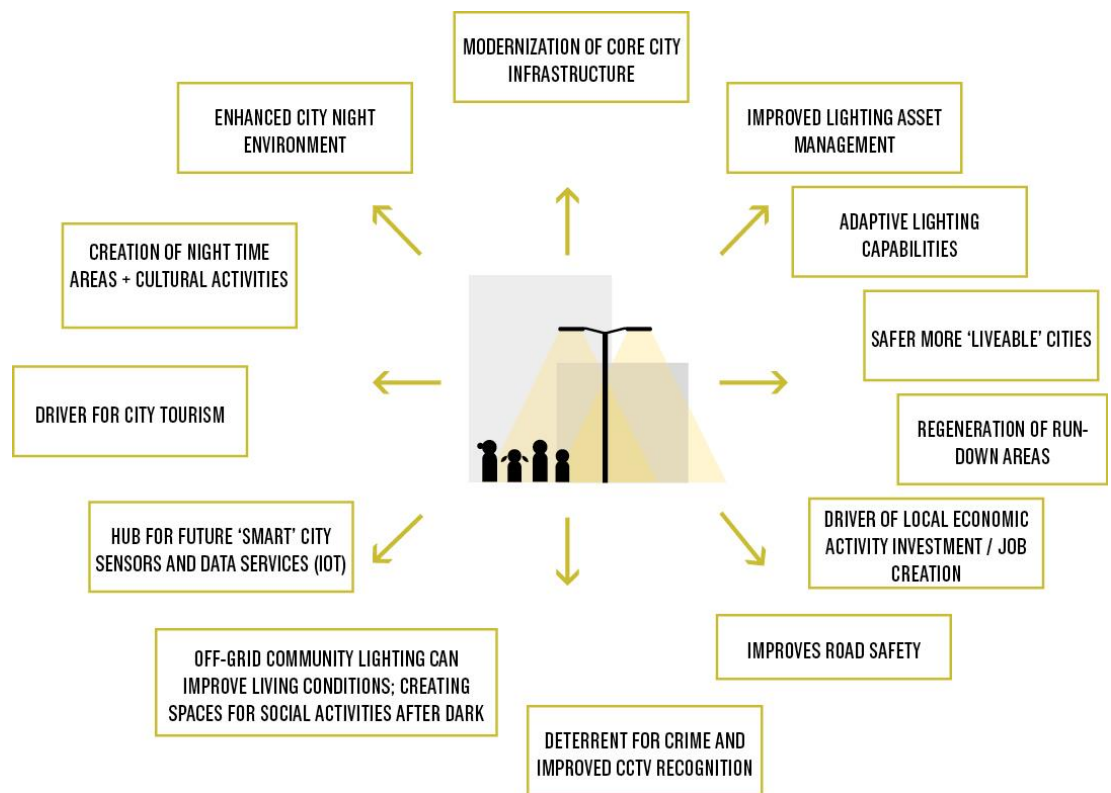 MODERNIZATION OF CORE CITY
INFRASTRUCTURE
ENHANCED CITY NIGHT
ENVIRONMENT
IMPROVED LIGHTING ASSET
MANAGEMENT
ADAPTIVE LIGHTING
CAPABILITIES
CREATION OF NIGHT TIME
AREAS + CULTURAL ACTIVITIES
SAFER MORE ‘LIVEABLE’ CITIES
DRIVER FOR CITY TOURISM
REGENERATION OF RUN-
DOWN AREAS
HUB FOR FUTURE ‘SMART’ CITY
SENSORS AND DATA SERVICES (IOT)
DRIVER OF LOCAL ECONOMIC
ACTIVITY INVESTMENT / JOB
CREATION
OFF-GRID COMMUNITY LIGHTING CAN
IMPROVE LIVING CONDITIONS; CREATING
SPACES FOR SOCIAL ACTIVITIES AFTER DARK
IMPROVES ROAD SAFETY
DETERRENT FOR CRIME AND
IMPROVED CCTV RECOGNITION